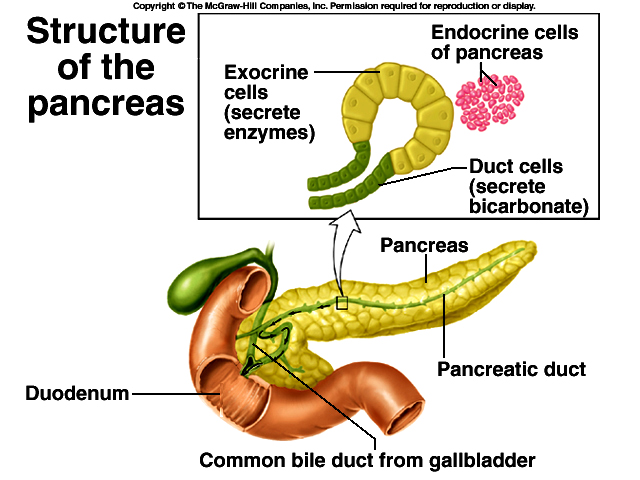 Copyright © The McGraw-Hill Companies, Inc. Permission required for reproduction or display.
Structure
of the
pancreas
Endocrine cells
of pancreas
Exocrine
cells
(secrete
enzymes)
Duct cells
(secrete
bicarbonate)
Pancreas
Pancreatic duct
Duodenum
Common bile duct from gallbladder